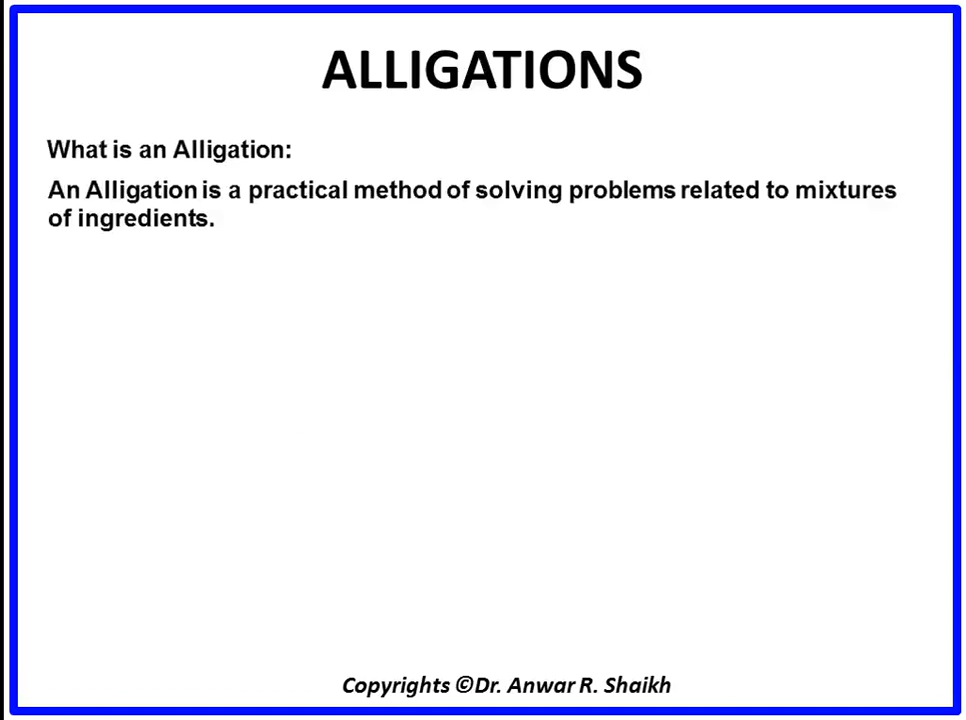 ALLIGATIONS
What is an Alligation:
An Alligation is a practical method of solving problems related to mixtures
of ingredients.
Copyrights ©Dr. Anwar R. Shaikh